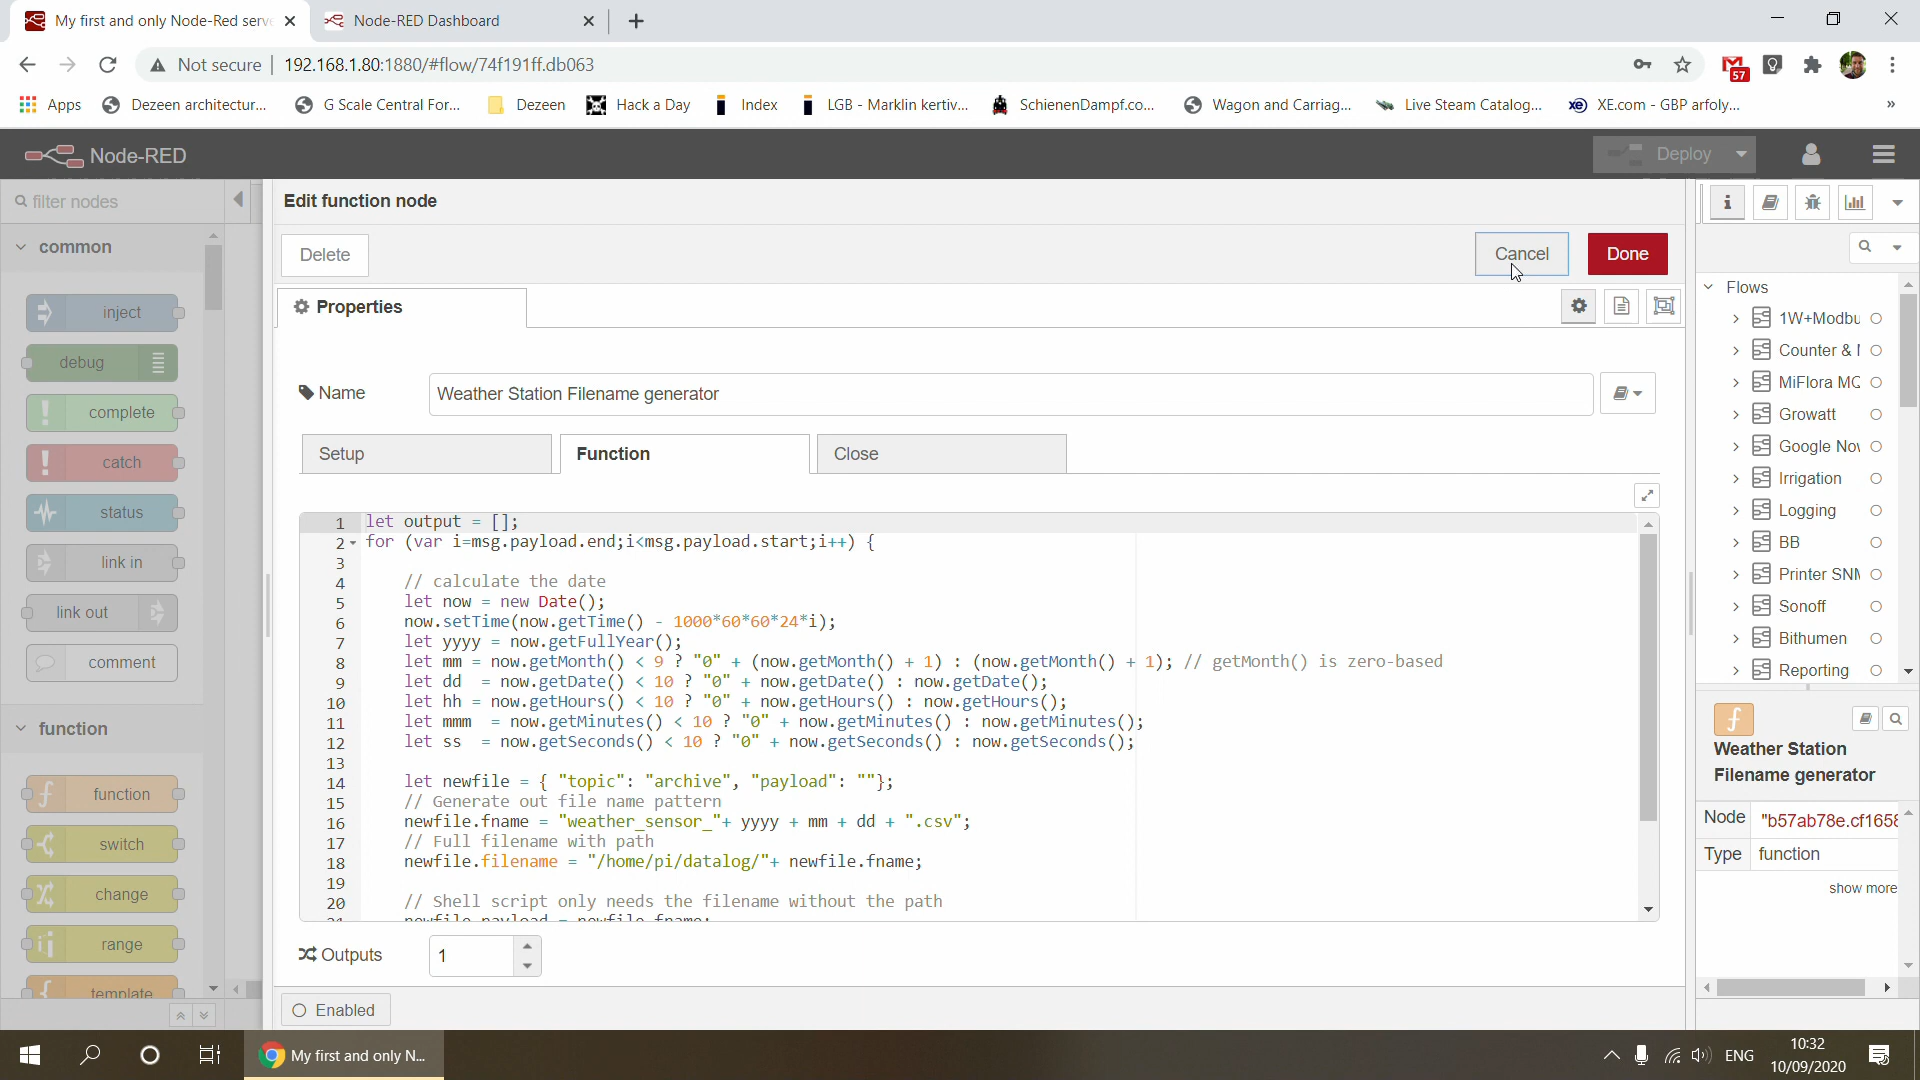 My first and only Node-Red serv
Node-RED Dashboard
Not secure
192.168.1.80:1880/#flow/74f191ff.db063
57
Apps
Dezeen architectur...
G Scale Central For...
Dezeen
Hack a Day
Index
LGB - Marklin kertiv...
SchienenDampf.co...
Wagon and Carriag...
Live Steam Catalog...
xe
XE.com - GBP arfoly...
»
Node-RED
Deploy
filter nodes
Edit function node
common
Delete
Cancel
Done
Properties
Flows
inject
debug
complete
catch
status
link in
link out
comment
function
function
switch
change
range
template
Name
Weather Station Filename generator
Setup
Function
Close
1 let output = [];
2 for (var i=msg.payload.end;i<msg.payload.start;i++) {
3
4 // calculate the date
5 let now = new Date();
6 now.setTime(now.getTime() - 1000*60*60*24*i);
7 let yyyy = now.getFullYear();
8 let mm = now.getMonth() < 9 ? "0" + (now.getMonth() + 1) : (now.getMonth() + 1); // getMonth() is zero-based
9 let dd  = now.getDate() < 10 ? "0" + now.getDate() : now.getDate();
10 let hh = now.getHours() < 10 ? "0" + now.getHours() : now.getHours();
11 let mmm  = now.getMinutes() < 10 ? "0" + now.getMinutes() : now.getMinutes();
12 let ss  = now.getSeconds() < 10 ? "0" + now.getSeconds() : now.getSeconds();
13
14 let newfile = { "topic": "archive", "payload": ""};
15 // Generate out file name pattern
16 newfile.fname = "weather_sensor_"+ yyyy + mm + dd + ".csv";
17 // Full filename with path
18 newfile.filename = "/home/pi/datalog/"+ newfile.fname;
19
20 // Shell script only needs the filename without the path
21 newfile.payload = newfile.fname;
Outputs
1
Enabled
1W+Modbu
Counter &
MiFlora MQ
Growatt
Google Nov
Irrigation
Logging
BB
Printer SNM
Sonoff
Bithumen
Reporting
Weather Station
Filename generator
Node
"b57ab78e.cf1658
Type
function
show more
My first and only N...
ENG
10:32
10/09/2020